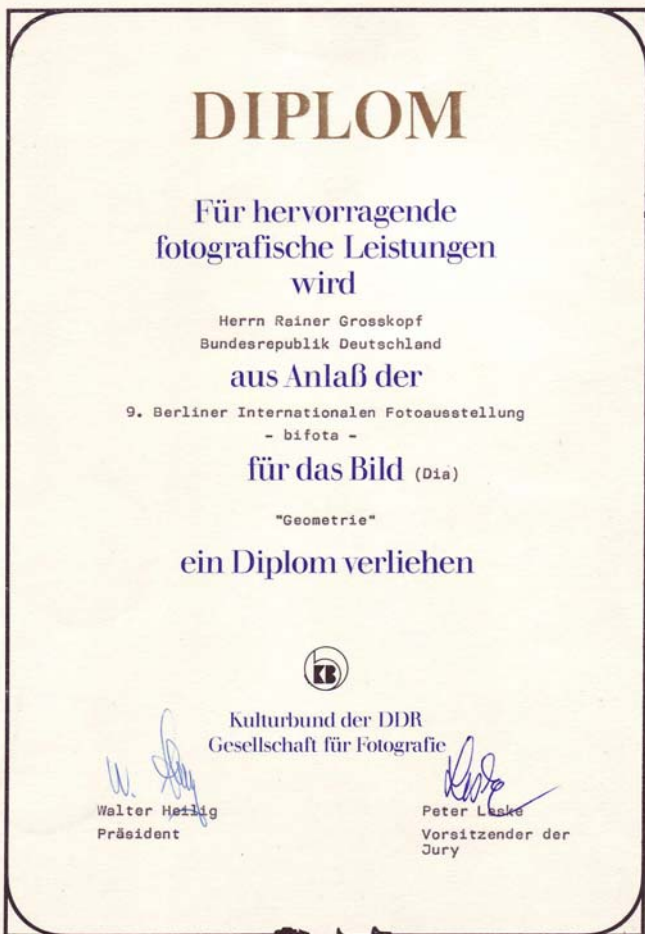 DIPLOM
Für hervorragende
fotografische Leistungen
wird
Herrn Rainer Grosskopf
Bundesrepublik Deutschland
aus Anlaß der
9. Berliner Internationalen Fotoausstellung
- bifota -
für das Bild (Dia)
"Geometrie"
ein Diplom verliehen
KB
Kulturbund der DDR
Gesellschaft für Fotografie
Walter Heilig
Präsident
Peter Leske
Vorsitzender der
Jury